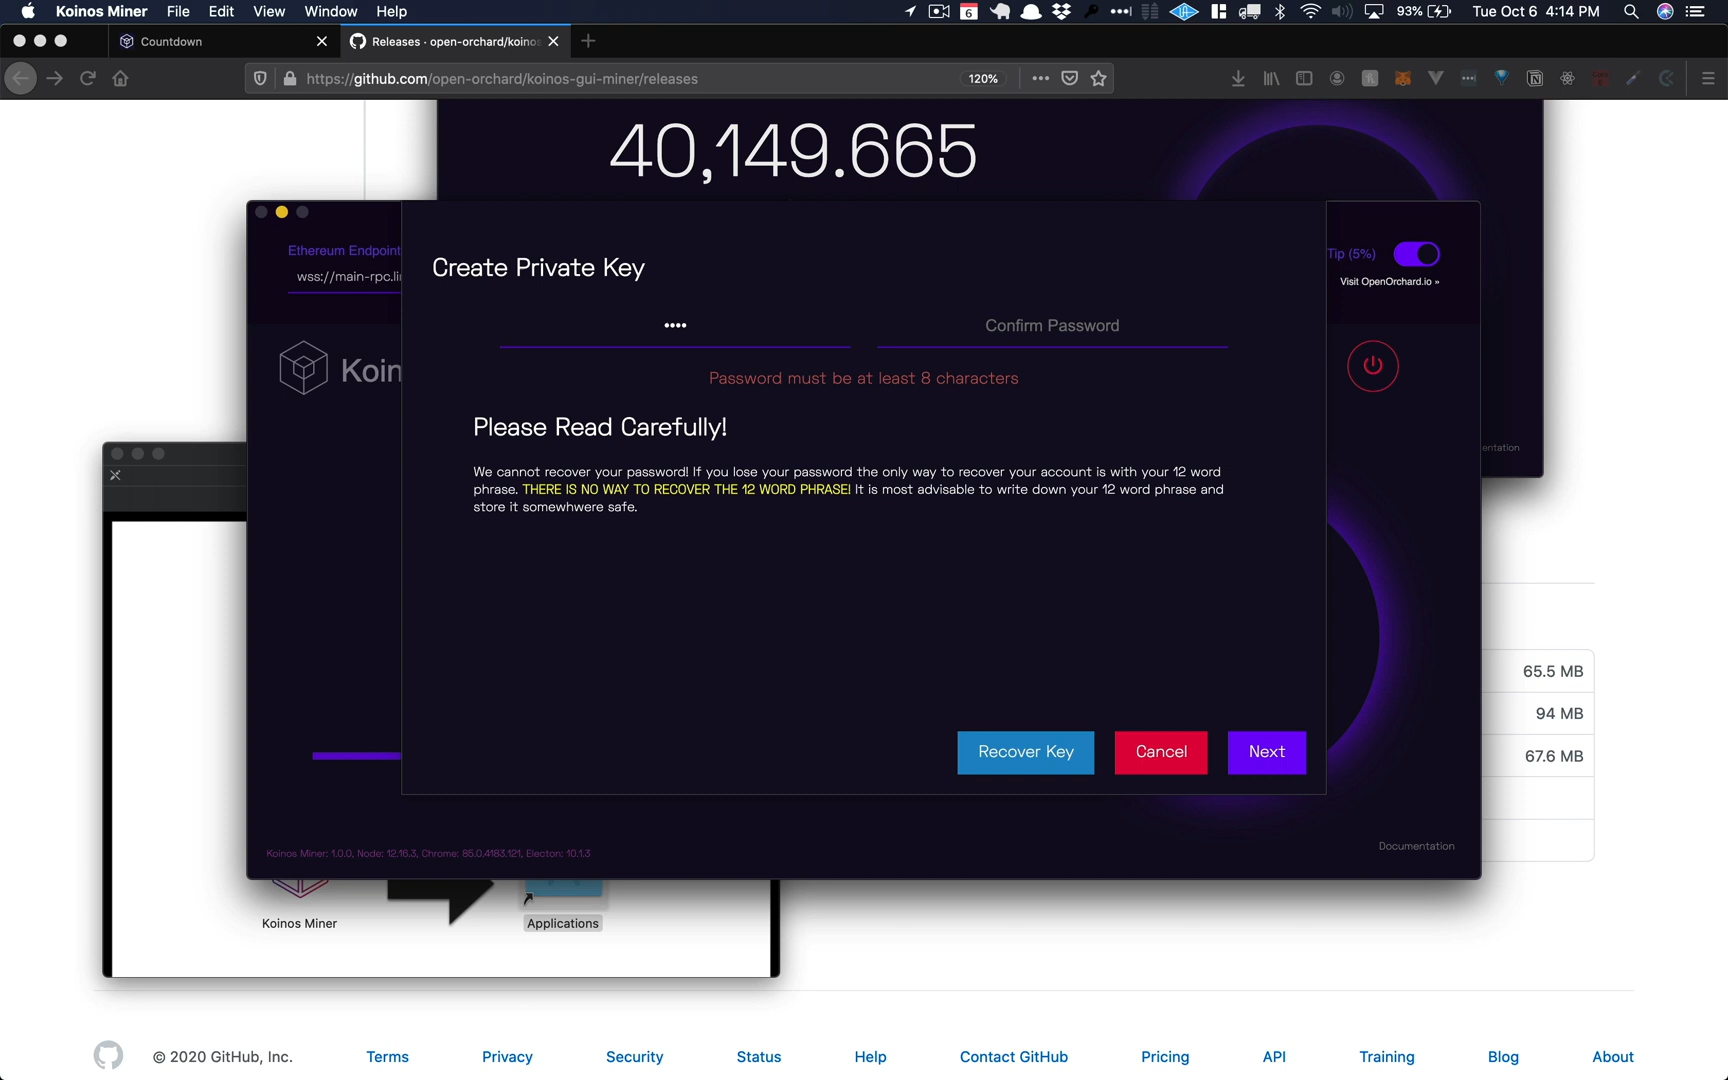 Koinos Miner File Edit View Window Help
6 93% Tue Oct 6 4:14 PM
Countdown
Releases · open-orchard/koinos
https://github.com/open-orchard/koinos-gui-miner/releases
120%
40,149.665
Ethereum Endpoint
wss://main-rpc.li
Create Private Key
Tip (5%)
Visit OpenOrchard.io »
••••
Confirm Password
Koin
Password must be at least 8 characters
Please Read Carefully!
entation
We cannot recover your password! If you lose your password the only way to recover your account is with your 12 word
phrase. THERE IS NO WAY TO RECOVER THE 12 WORD PHRASE! It is most advisable to write down your 12 word phrase and
store it somewhwere safe.
65.5 MB
94 MB
67.6 MB
Recover Key
Cancel
Next
Documentation
Koinos Miner: 1.0.0, Node: 12.16.3, Chrome: 85.0.4183.121, Electon: 10.1.3
Koinos Miner
Applications
© 2020 GitHub, Inc.
Terms
Privacy
Security
Status
Help
Contact GitHub
Pricing
API
Training
Blog
About